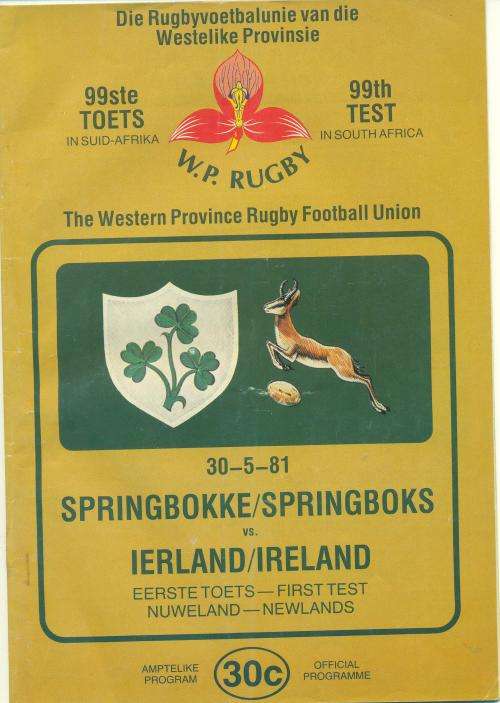 Die Rugbyvoetbalunie van die
Westelike Provinsie
99ste
TOETS
IN SUID-AFRIKA
99th
TEST
IN SOUTH AFRICA
W.P. RUGBY
The Western Province Rugby Football Union
30–5–81
SPRINGBOKKE/SPRINGBOKS
vs.
IERLAND/IRELAND
EERSTE TOETS — FIRST TEST
NUWELAND — NEWLANDS
AMPTELIKE
PROGRAM
30c
OFFICIAL
PROGRAMME